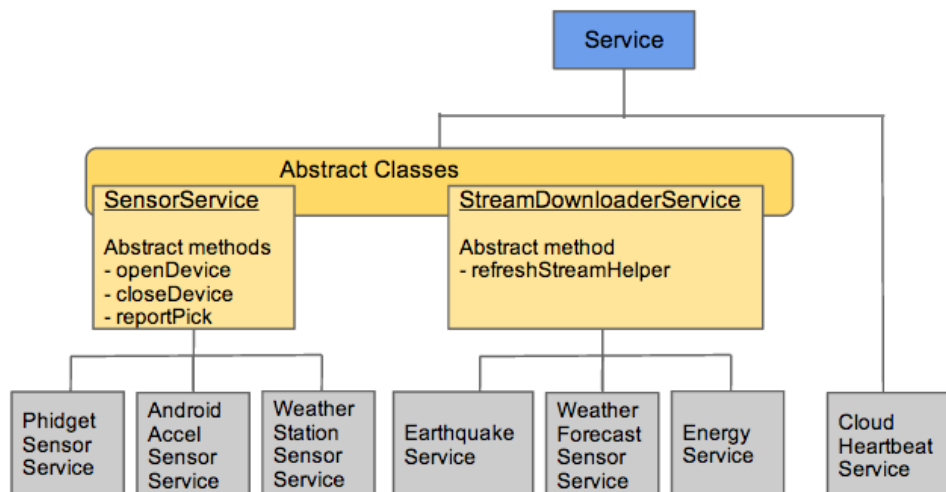 Service
Abstract Classes
SensorService
Abstract methods
- openDevice
- closeDevice
- reportPick
StreamDownloaderService
Abstract method
- refreshStreamHelper
Phidget
Sensor
Service
Android
Accel
Sensor
Service
Weather
Station
Sensor
Service
Earthquake
Service
Weather
Forecast
Sensor
Service
Energy
Service
Cloud
Heartbeat
Service